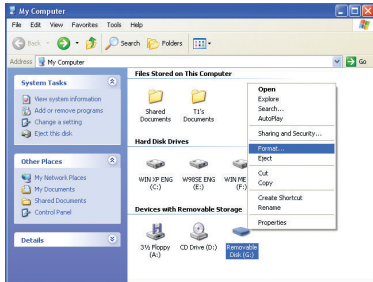 My Computer
File Edit View Favorites Tools Help
Back Search Folders
Address My Computer Go
System Tasks
View system information
Add or remove programs
Change a setting
Eject this disk
Other Places
My Network Places
My Documents
Shared Documents
Control Panel
Details
Files Stored on This Computer
Shared Documents
T1's Documents
Hard Disk Drives
WIN XP ENG (C:)
W98SE ENG (E:)
WIN ME (F:)
Devices with Removable Storage
3½ Floppy (A:)
CD Drive (D:)
Removable Disk (G:)
Open
Explore
Search...
AutoPlay
Sharing and Security...
Format...
Eject
Cut
Copy
Create Shortcut
Rename
Properties